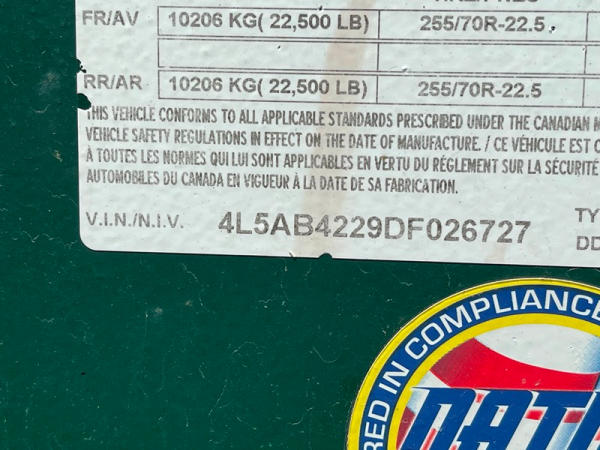 FR/AV 10206 KG( 22,500 LB) 255/70R-22.5
RR/AR 10206 KG( 22,500 LB) 255/70R-22.5
THIS VEHICLE CONFORMS TO ALL APPLICABLE STANDARDS PRESCRIBED UNDER THE CANADIAN
VEHICLE SAFETY REGULATIONS IN EFFECT ON THE DATE OF MANUFACTURE. / CE VÉHICULE EST
À TOUTES LES NORMES QUI LUI SONT APPLICABLES EN VERTU DU RÉGLEMENT SUR LA SÉCURITÉ
AUTOMOBILES DU CANADA EN VIGUEUR À LA DATE DE SA FABRICATION.
V.I.N./N.I.V. 4L5AB4229DF026727 TY
DD
RED IN COMPLIANCE
NATI